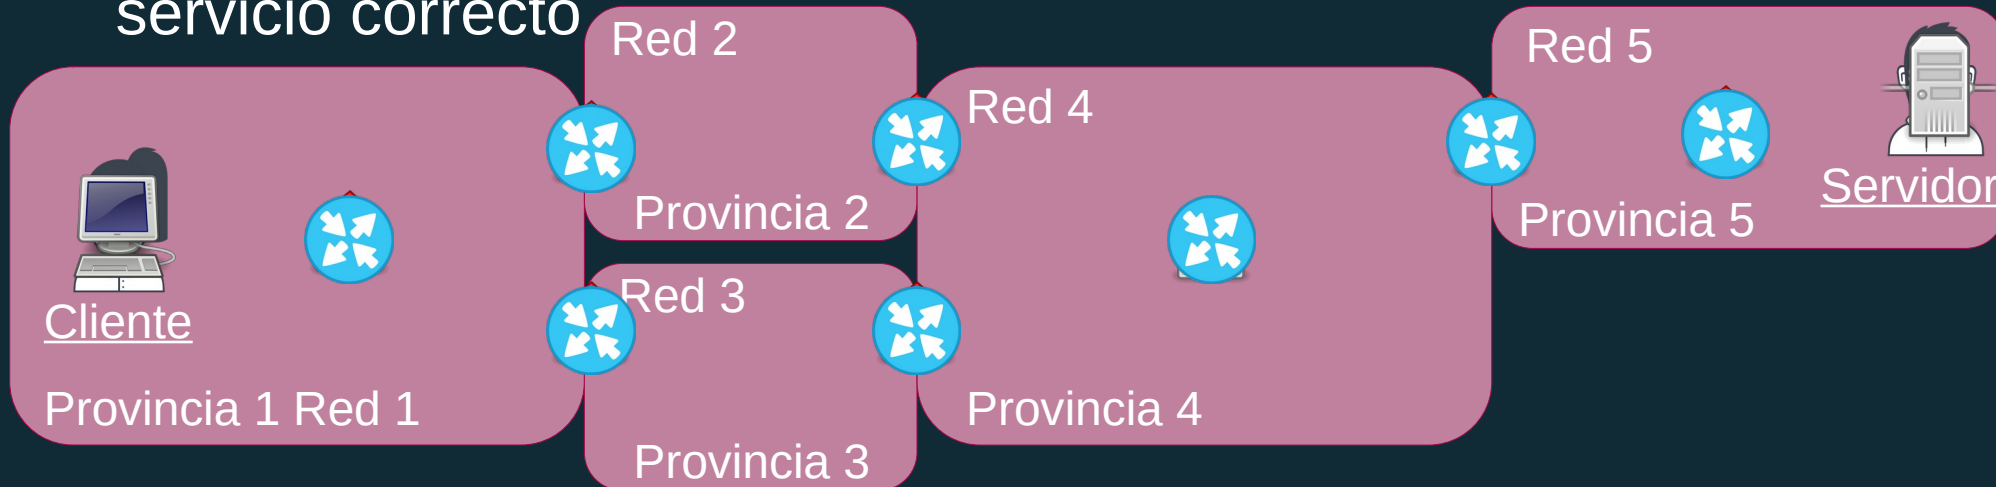 servicio correcto
Red 2
Provincia 2
Red 5
Servidor
Provincia 5
Red 4
Provincia 4
Cliente
Provincia 1 Red 1
Red 3
Provincia 3